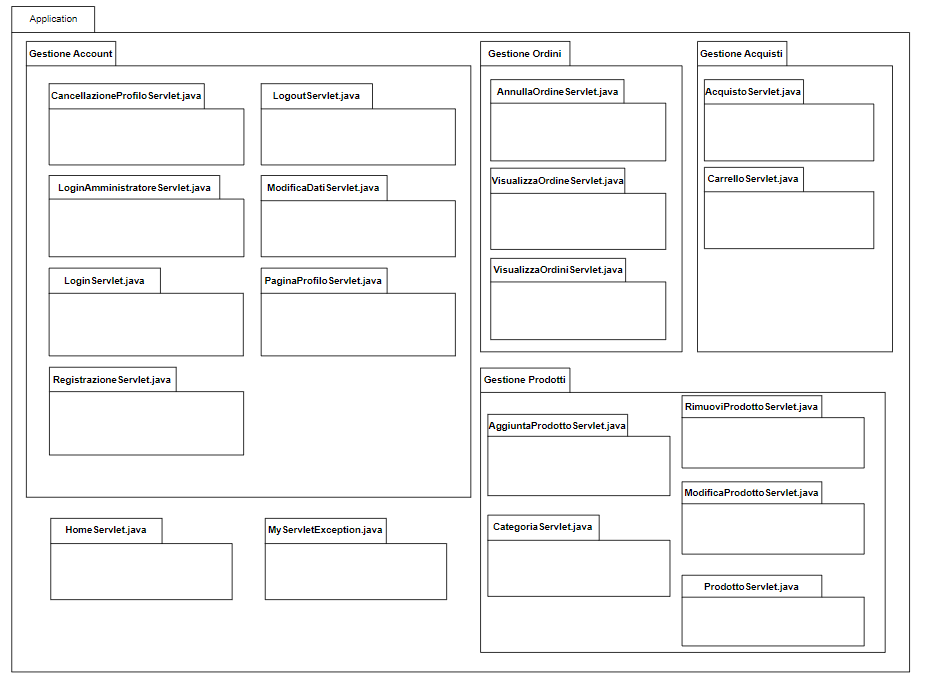 Application
Gestione Account
CancellazioneProfiloServlet.java
LogoutServlet.java
LoginAmministratoreServlet.java
ModificaDatiServlet.java
LoginServlet.java
PaginaProfiloServlet.java
RegistrazioneServlet.java
HomeServlet.java
MyServletException.java
Gestione Ordini
AnnullaOrdineServlet.java
VisualizzaOrdineServlet.java
VisualizzaOrdiniServlet.java
Gestione Acquisti
AcquistoServlet.java
CarrelloServlet.java
Gestione Prodotti
AggiuntaProdottoServlet.java
CategoriaServlet.java
RimuoviProdottoServlet.java
ModificaProdottoServlet.java
ProdottoServlet.java